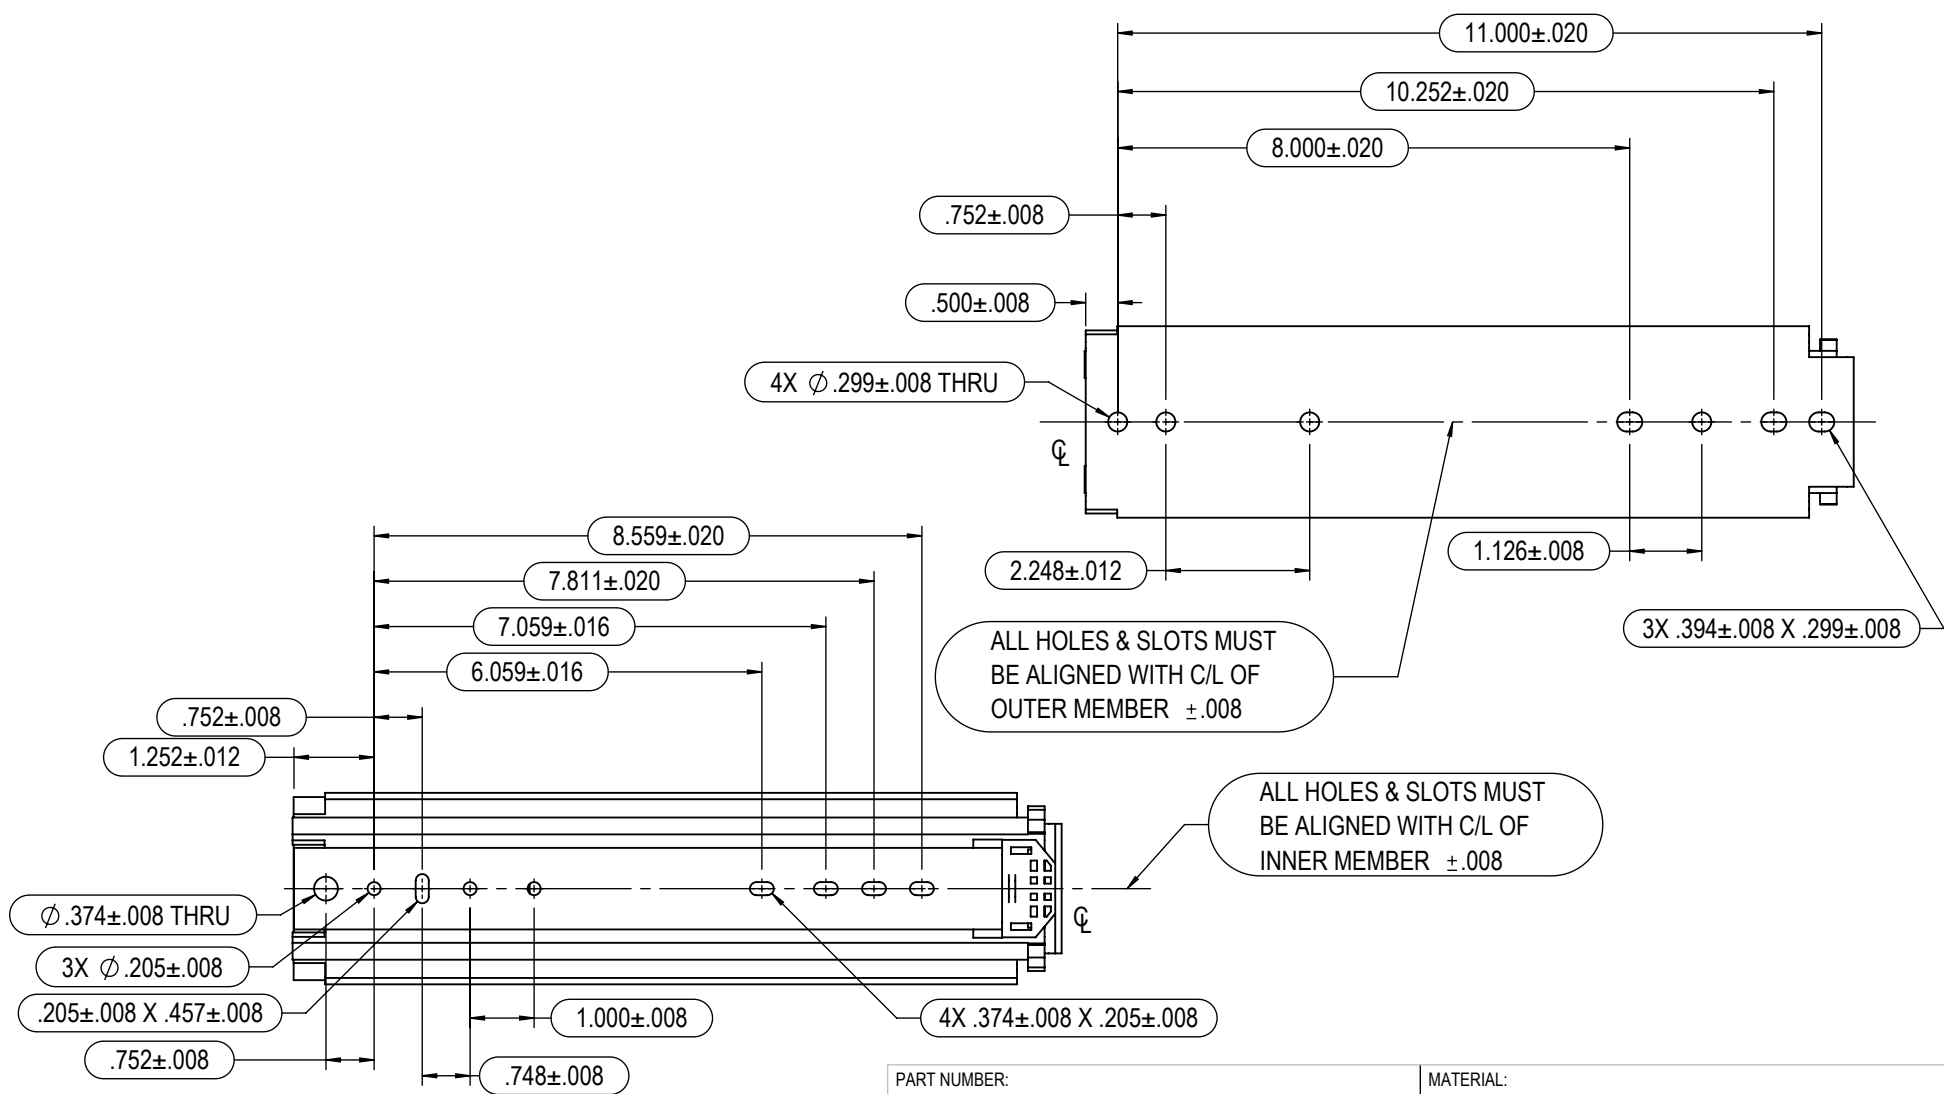 11.000±.020
10.252±.020
8.000±.020
.752±.008
.500±.008
4X ⌀ .299±.008 THRU
℄
2.248±.012
1.126±.008
3X .394±.008 X .299±.008
ALL HOLES & SLOTS MUST
BE ALIGNED WITH C/L OF
OUTER MEMBER ±.008
8.559±.020
7.811±.020
7.059±.016
6.059±.016
.752±.008
1.252±.012
ALL HOLES & SLOTS MUST
BE ALIGNED WITH C/L OF
INNER MEMBER ±.008
℄
⌀ .374±.008 THRU
3X ⌀ .205±.008
.205±.008 X .457±.008
.752±.008
1.000±.008
.748±.008
4X .374±.008 X .205±.008
PART NUMBER:
MATERIAL: